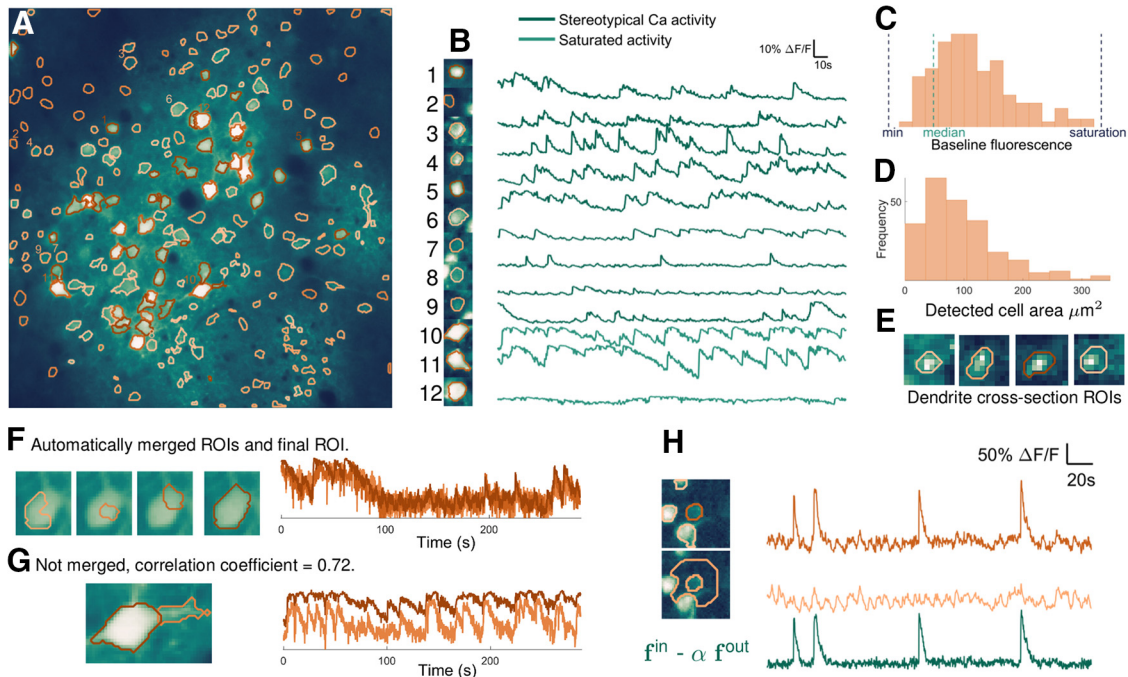 A
3
6
1
2
4
5
9
7
10
B
Stereotypical Ca activity
Saturated activity
10% ΔF/F
10s
1
2
3
4
5
6
7
8
9
10
11
12
C
min
median
saturation
Baseline fluorescence
D
Frequency
50
0
100
200
300
Detected cell area μm²
E
Dendrite cross-section ROIs
F Automatically merged ROIs and final ROI.
0
100
200
Time (s)
G Not merged, correlation coefficient = 0.72.
0
200
Time (s)
H
50% ΔF/F
20s
f^in - α f^out